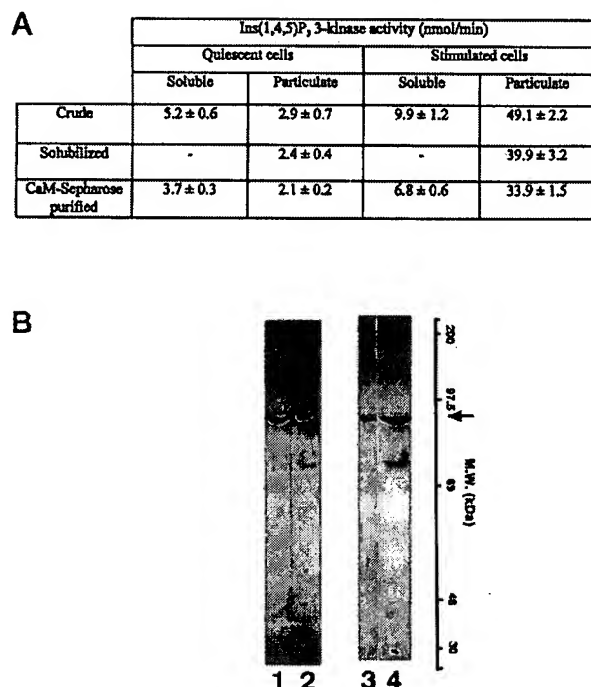 A
Ins(1,4,5)P₃ 3-kinase activity (nmol/min)
Quiescent cells Stimulated cells
Soluble Particulate Soluble Particulate
Crude 5.2 ± 0.6 2.9 ± 0.7 9.9 ± 1.2 49.1 ± 2.2
Solubilized - 2.4 ± 0.4 - 39.9 ± 3.2
CaM-Sepharose purified 3.7 ± 0.3 2.1 ± 0.2 6.8 ± 0.6 33.9 ± 1.5
B
200
97.5
69
M.W. (kDa)
46
30
1 2 3 4